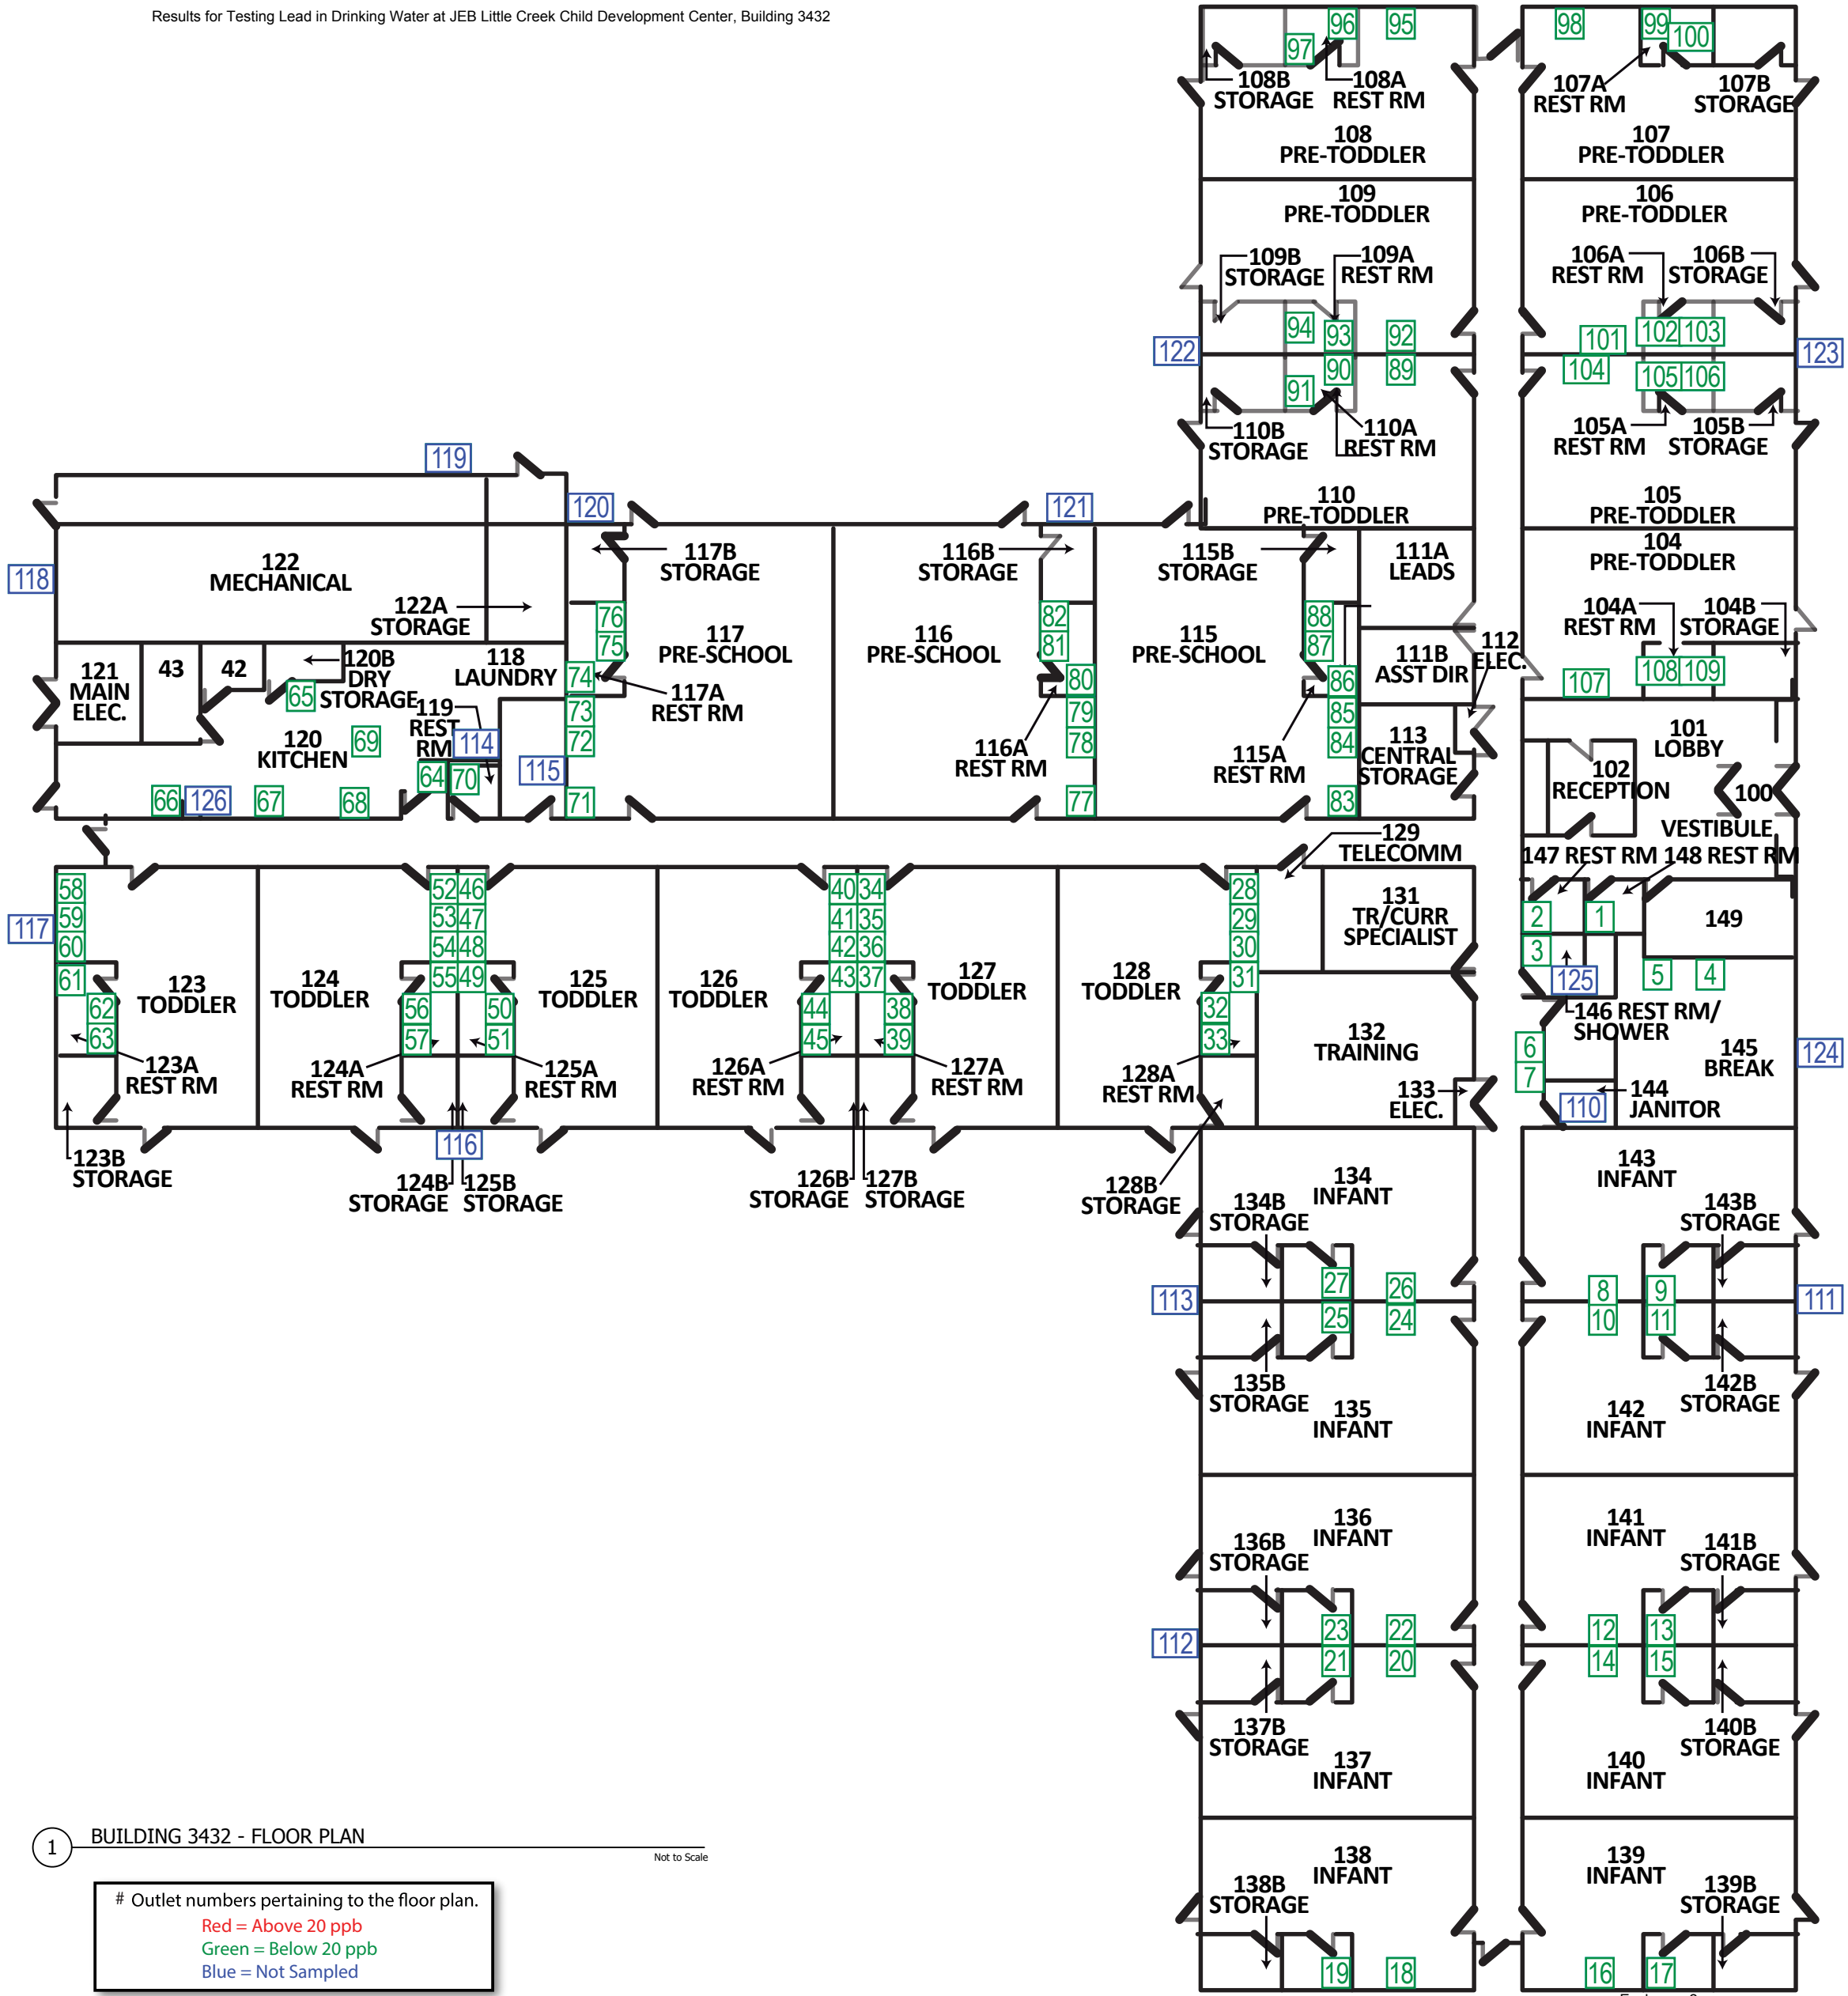 Results for Testing Lead in Drinking Water at JEB Little Creek Child Development Center, Building 3432
96
95
97
98
99
100
108B
STORAGE
108A
REST RM
107A
REST RM
107B
STORAGE
108
PRE-TODDLER
107
PRE-TODDLER
109
PRE-TODDLER
106
PRE-TODDLER
109B
STORAGE
109A
REST RM
106A
REST RM
106B
STORAGE
94
93
92
101
102
103
122
123
91
90
89
104
105
106
110B
STORAGE
110A
REST RM
105A
REST RM
105B
STORAGE
110
PRE-TODDLER
105
PRE-TODDLER
119
120
121
118
122
MECHANICAL
122A
STORAGE
117B
STORAGE
116B
STORAGE
115B
STORAGE
111A
LEADS
104
PRE-TODDLER
104A
REST RM
104B
STORAGE
76
75
117
PRE-SCHOOL
116
PRE-SCHOOL
82
81
115
PRE-SCHOOL
88
87
111B
ASST DIR
112
ELEC.
107
108
109
121
MAIN
ELEC.
43
42
120B
DRY
STORAGE
65
118
LAUNDRY
74
117A
REST RM
73
72
80
79
78
116A
REST RM
86
85
84
115A
REST RM
113
CENTRAL
STORAGE
101
LOBBY
102
RECEPTION
100
VESTIBULE
120
KITCHEN
69
119
REST
RM
114
115
64
70
66
126
67
68
71
77
83
129
TELECOMM
147 REST RM
148 REST RM
58
59
60
61
62
63
117
123
TODDLER
123A
REST RM
123B
STORAGE
124
TODDLER
52
53
54
55
56
57
124A
REST RM
46
47
48
49
50
51
125
TODDLER
125A
REST RM
116
124B
STORAGE
125B
STORAGE
126
TODDLER
40
41
42
43
44
45
126A
REST RM
34
35
36
37
38
39
127
TODDLER
127A
REST RM
126B
STORAGE
127B
STORAGE
128
TODDLER
28
29
30
31
32
33
128A
REST RM
128B
STORAGE
131
TR/CURR
SPECIALIST
132
TRAINING
133
ELEC.
2
1
149
3
125
5
4
146 REST RM/
SHOWER
6
7
145
BREAK
124
144
JANITOR
110
134
INFANT
143
INFANT
134B
STORAGE
143B
STORAGE
27
26
8
9
113
111
25
24
10
11
135B
STORAGE
142B
STORAGE
135
INFANT
142
INFANT
136
INFANT
141
INFANT
136B
STORAGE
141B
STORAGE
23
22
12
13
112
21
20
14
15
137B
STORAGE
140B
STORAGE
137
INFANT
140
INFANT
138
INFANT
139
INFANT
138B
STORAGE
139B
STORAGE
19
18
16
17
1
BUILDING 3432 - FLOOR PLAN
Not to Scale
# Outlet numbers pertaining to the floor plan.
Red = Above 20 ppb
Green = Below 20 ppb
Blue = Not Sampled